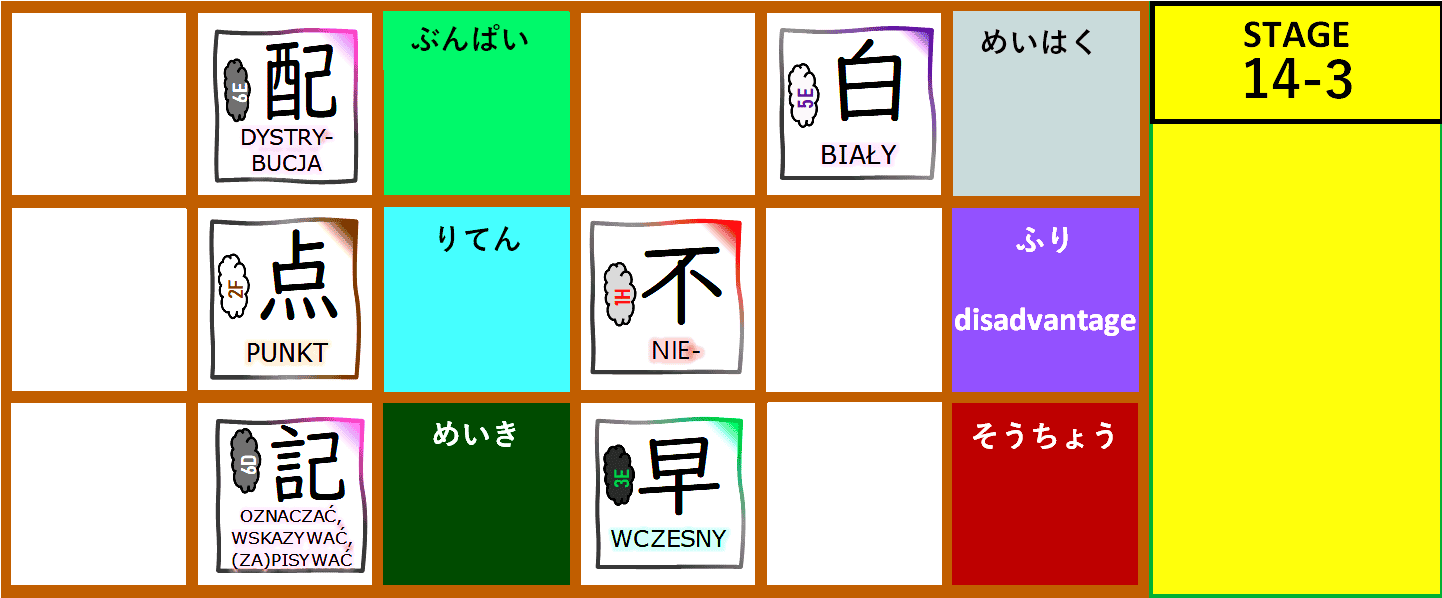 6E
配
DYSTRY-
BUCJA
ぶんぱい
5E
白
BIAŁY
めいはく
STAGE
14-3
2F
点
PUNKT
りてん
1H
不
NIE-
ふり
disadvantage
6D
記
OZNACZAĆ,
WSKAZYWAĆ,
(ZA)PISYWAĆ
めいき
3E
早
WCZESNY
そうちょう